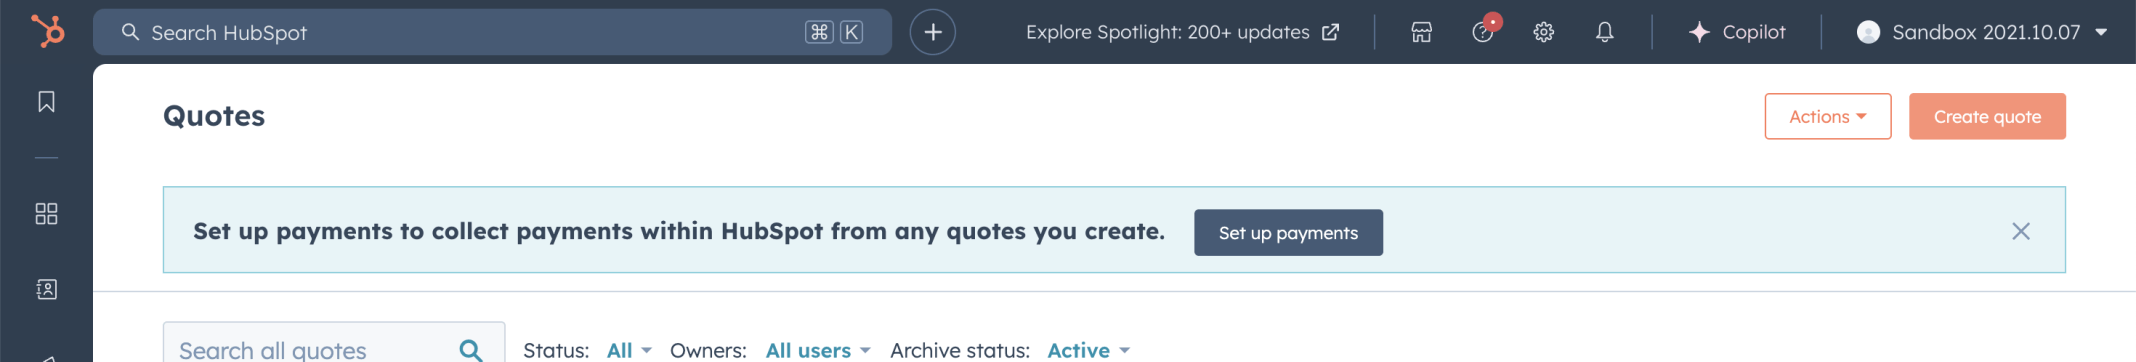 Search HubSpot ⌘ K Explore Spotlight: 200+ updates Copilot Sandbox 2021.10.07
Quotes Actions Create quote
Set up payments to collect payments within HubSpot from any quotes you create. Set up payments
Search all quotes Status: All Owners: All users Archive status: Active